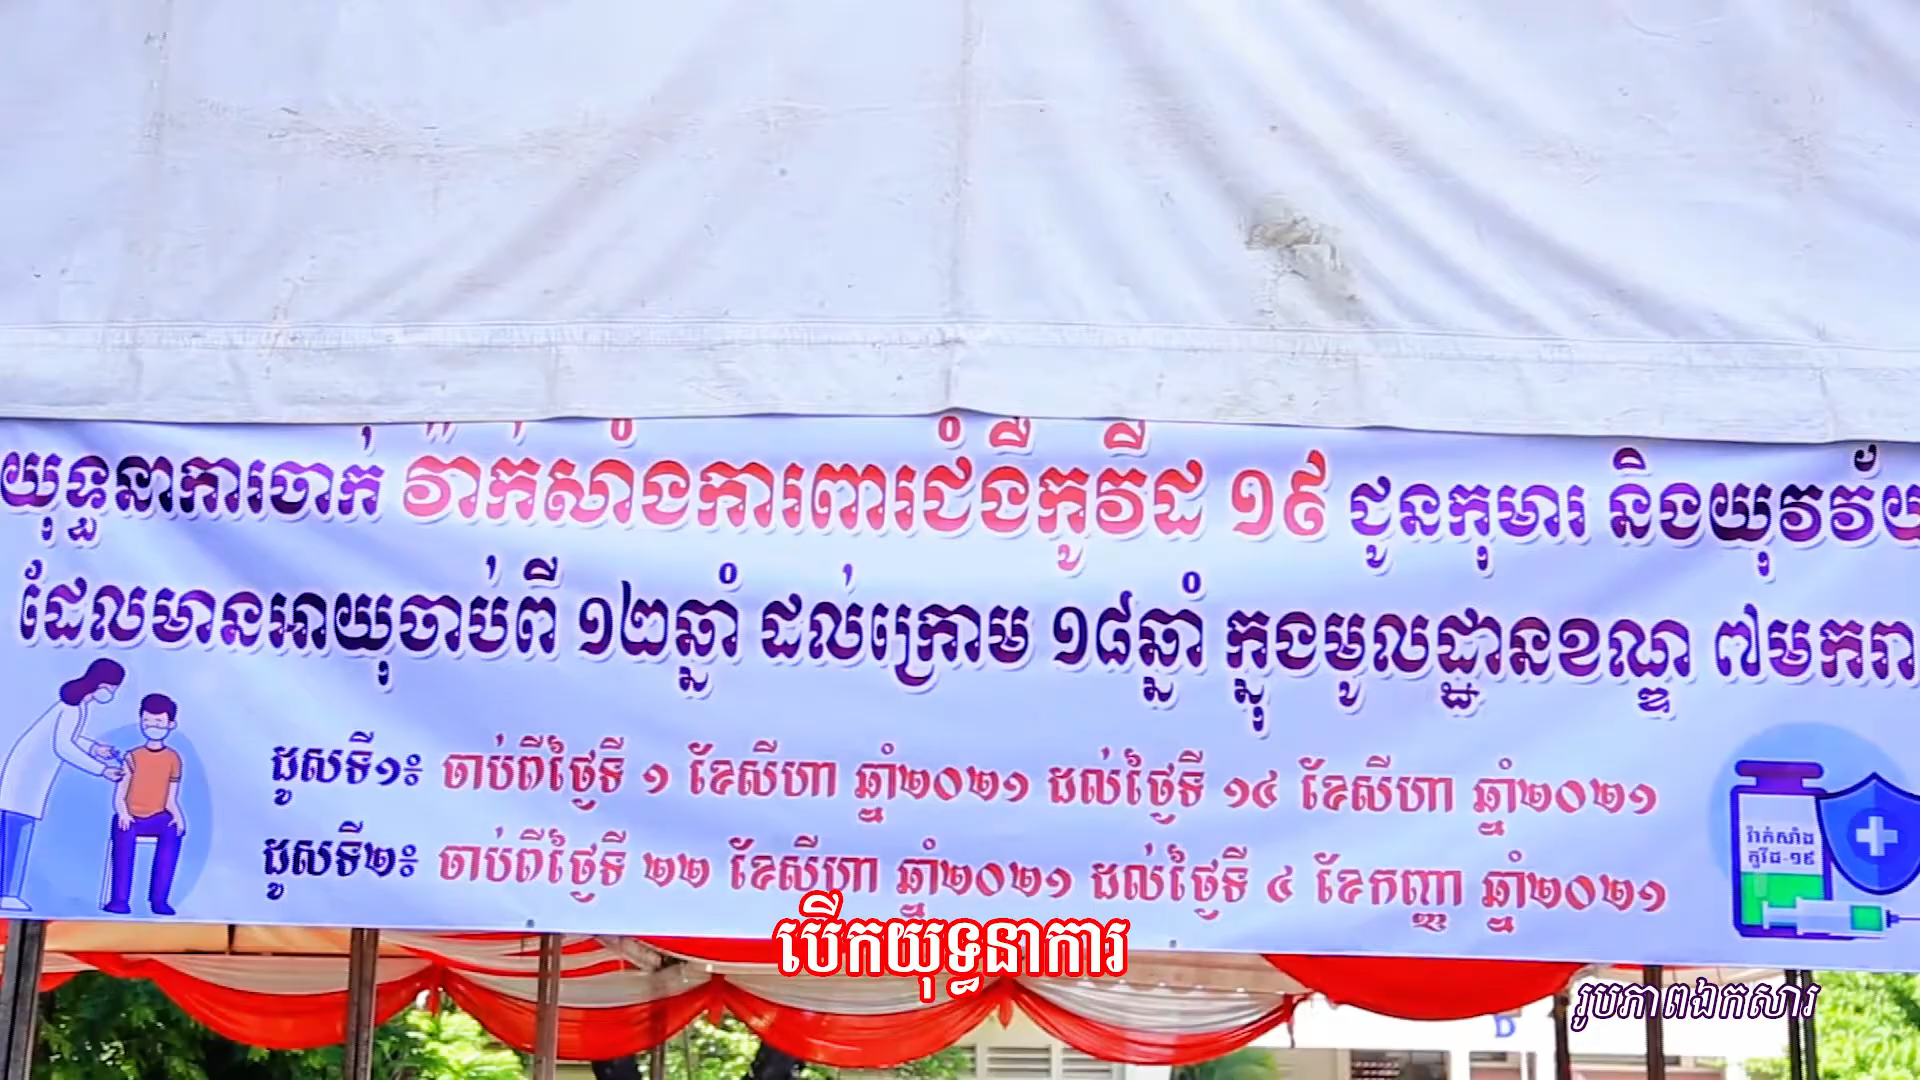 យុទ្ធនាការចាក់ វ៉ាក់សាំងការពារជំងឺកូវីដ ១៩ ជូនកុមារ និងយុវវ័យ
ដែលមានអាយុចាប់ពី ១២ឆ្នាំ ដល់ក្រោម ១៨ឆ្នាំ ក្នុងមូលដ្ឋានខណ្ឌ ៧មករា
ដូសទី១៖ ចាប់ពីថ្ងៃទី ១ ខែសីហា ឆ្នាំ២០២១ ដល់ថ្ងៃទី ១៤ ខែសីហា ឆ្នាំ២០២១
ដូសទី២៖ ចាប់ពីថ្ងៃទី ២២ ខែសីហា ឆ្នាំ២០២១ ដល់ថ្ងៃទី ៤ ខែកញ្ញា ឆ្នាំ២០២១
វ៉ាក់សាំង
កូវីដ-១៩
បើកយុទ្ធនាការ
រូបភាពឯកសារ
D